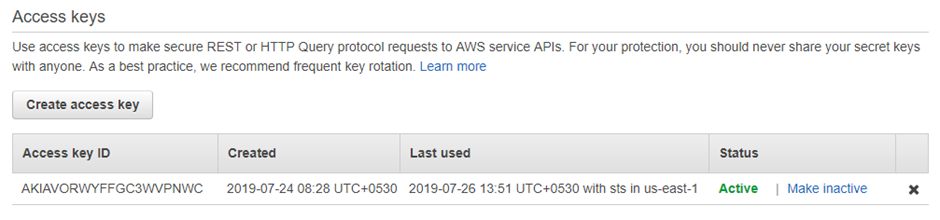 Access keys
Use access keys to make secure REST or HTTP Query protocol requests to AWS service APIs. For your protection, you should never share your secret keys
with anyone. As a best practice, we recommend frequent key rotation. Learn more
Create access key
Access key ID Created Last used Status
AKIAVORWYFFGC3WVPNWC 2019-07-24 08:28 UTC+0530 2019-07-26 13:51 UTC+0530 with sts in us-east-1 Active | Make inactive ✖